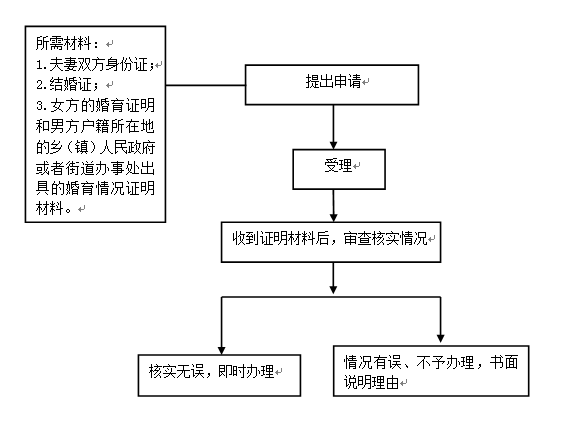 所需材料：
1.夫妻双方身份证；
2.结婚证；
3.女方的婚育证明
和男方户籍所在地
的乡（镇）人民政府
或者街道办事处出
具的婚育情况证明
材料。
提出申请
受理
收到证明材料后，审查核实情况
核实无误，即时办理
情况有误、不予办理，书面
说明理由